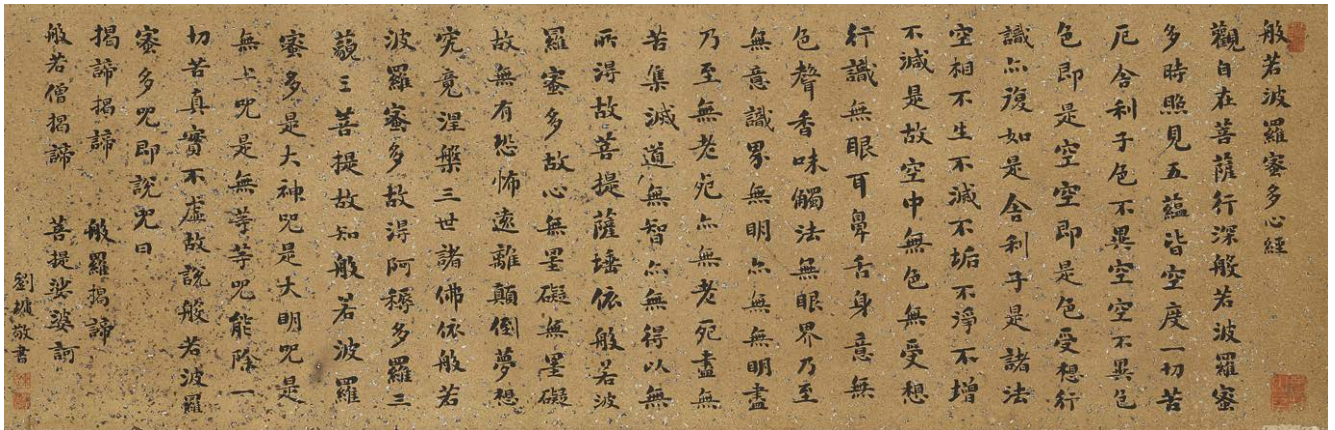 般若波羅蜜多心經
觀自在菩薩行深般若波羅蜜
多時照見五蘊皆空度一切苦
厄舍利子色不異空空不異色
色即是空空即是色受想行
識亦復如是舍利子是諸法
空相不生不滅不垢不淨不增
不減是故空中無色無受想
行識無眼耳鼻舌身意無
色聲香味觸法無眼界乃至
無意識界無明亦無無明盡
乃至無老死亦無老死盡無
苦集滅道無智亦無得以無
所得故菩提薩埵依般若波
羅蜜多故心無罣礙無罣礙
故無有恐怖遠離顛倒夢想
究竟涅槃三世諸佛依般若
波羅蜜多故得阿耨多羅三
藐三菩提故知般若波羅
蜜多是大神咒是大明咒是
無上咒是無等等咒能除一
切苦真實不虛故說般若波羅
蜜多咒即說咒曰
揭諦揭諦 般羅揭諦
般若僧揭諦 菩提娑婆訶
劉墉敬書